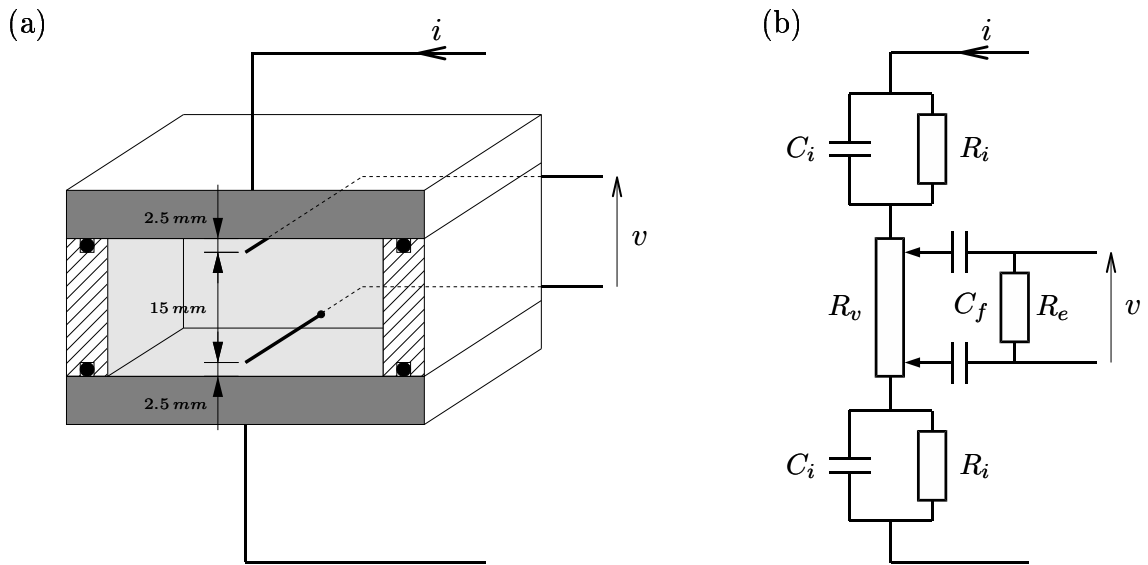 (a)
i
2.5 mm
15 mm
2.5 mm
v
(b)
i
C_i R_i
R_v C_f R_e v
C_i R_i